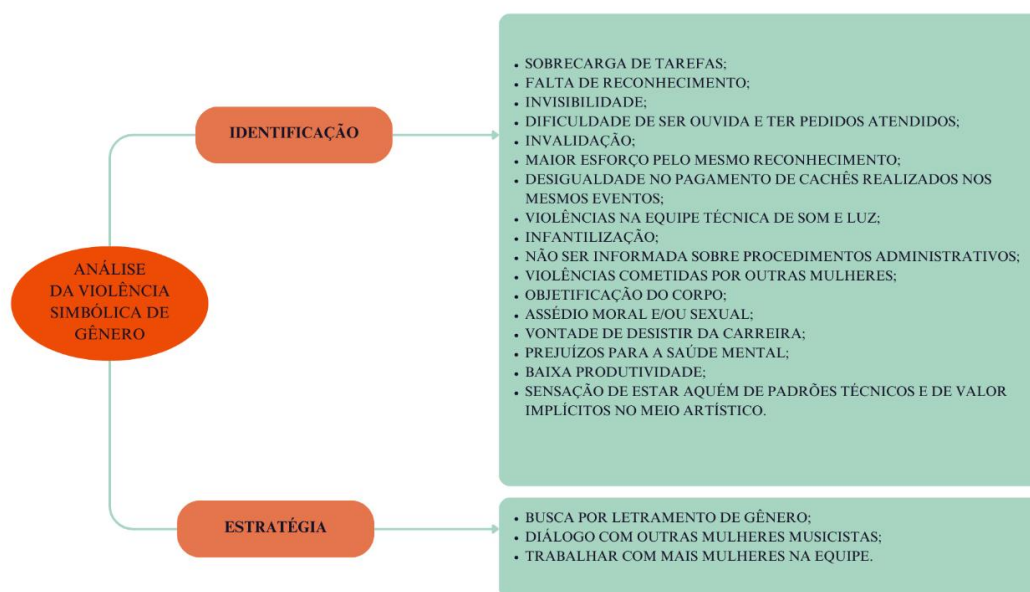 ANÁLISE
DA VIOLÊNCIA
SIMBÓLICA DE
GÊNERO
IDENTIFICAÇÃO
• SOBRECARGA DE TAREFAS;
• FALTA DE RECONHECIMENTO;
• INVISIBILIDADE;
• DIFICULDADE DE SER OUVIDA E TER PEDIDOS ATENDIDOS;
• INVALIDAÇÃO;
• MAIOR ESFORÇO PELO MESMO RECONHECIMENTO;
• DESIGUALDADE NO PAGAMENTO DE CACHÊS REALIZADOS NOS
MESMOS EVENTOS;
• VIOLÊNCIAS NA EQUIPE TÉCNICA DE SOM E LUZ;
• INFANTILIZAÇÃO;
• NÃO SER INFORMADA SOBRE PROCEDIMENTOS ADMINISTRATIVOS;
• VIOLÊNCIAS COMETIDAS POR OUTRAS MULHERES;
• OBJETIFICAÇÃO DO CORPO;
• ASSÉDIO MORAL E/OU SEXUAL;
• VONTADE DE DESISTIR DA CARREIRA;
• PREJUÍZOS PARA A SAÚDE MENTAL;
• BAIXA PRODUTIVIDADE;
• SENSAÇÃO DE ESTAR AQUÉM DE PADRÕES TÉCNICOS E DE VALOR
IMPLÍCITOS NO MEIO ARTÍSTICO.
ESTRATÉGIA
• BUSCA POR LETRAMENTO DE GÊNERO;
• DIÁLOGO COM OUTRAS MULHERES MUSICISTAS;
• TRABALHAR COM MAIS MULHERES NA EQUIPE.